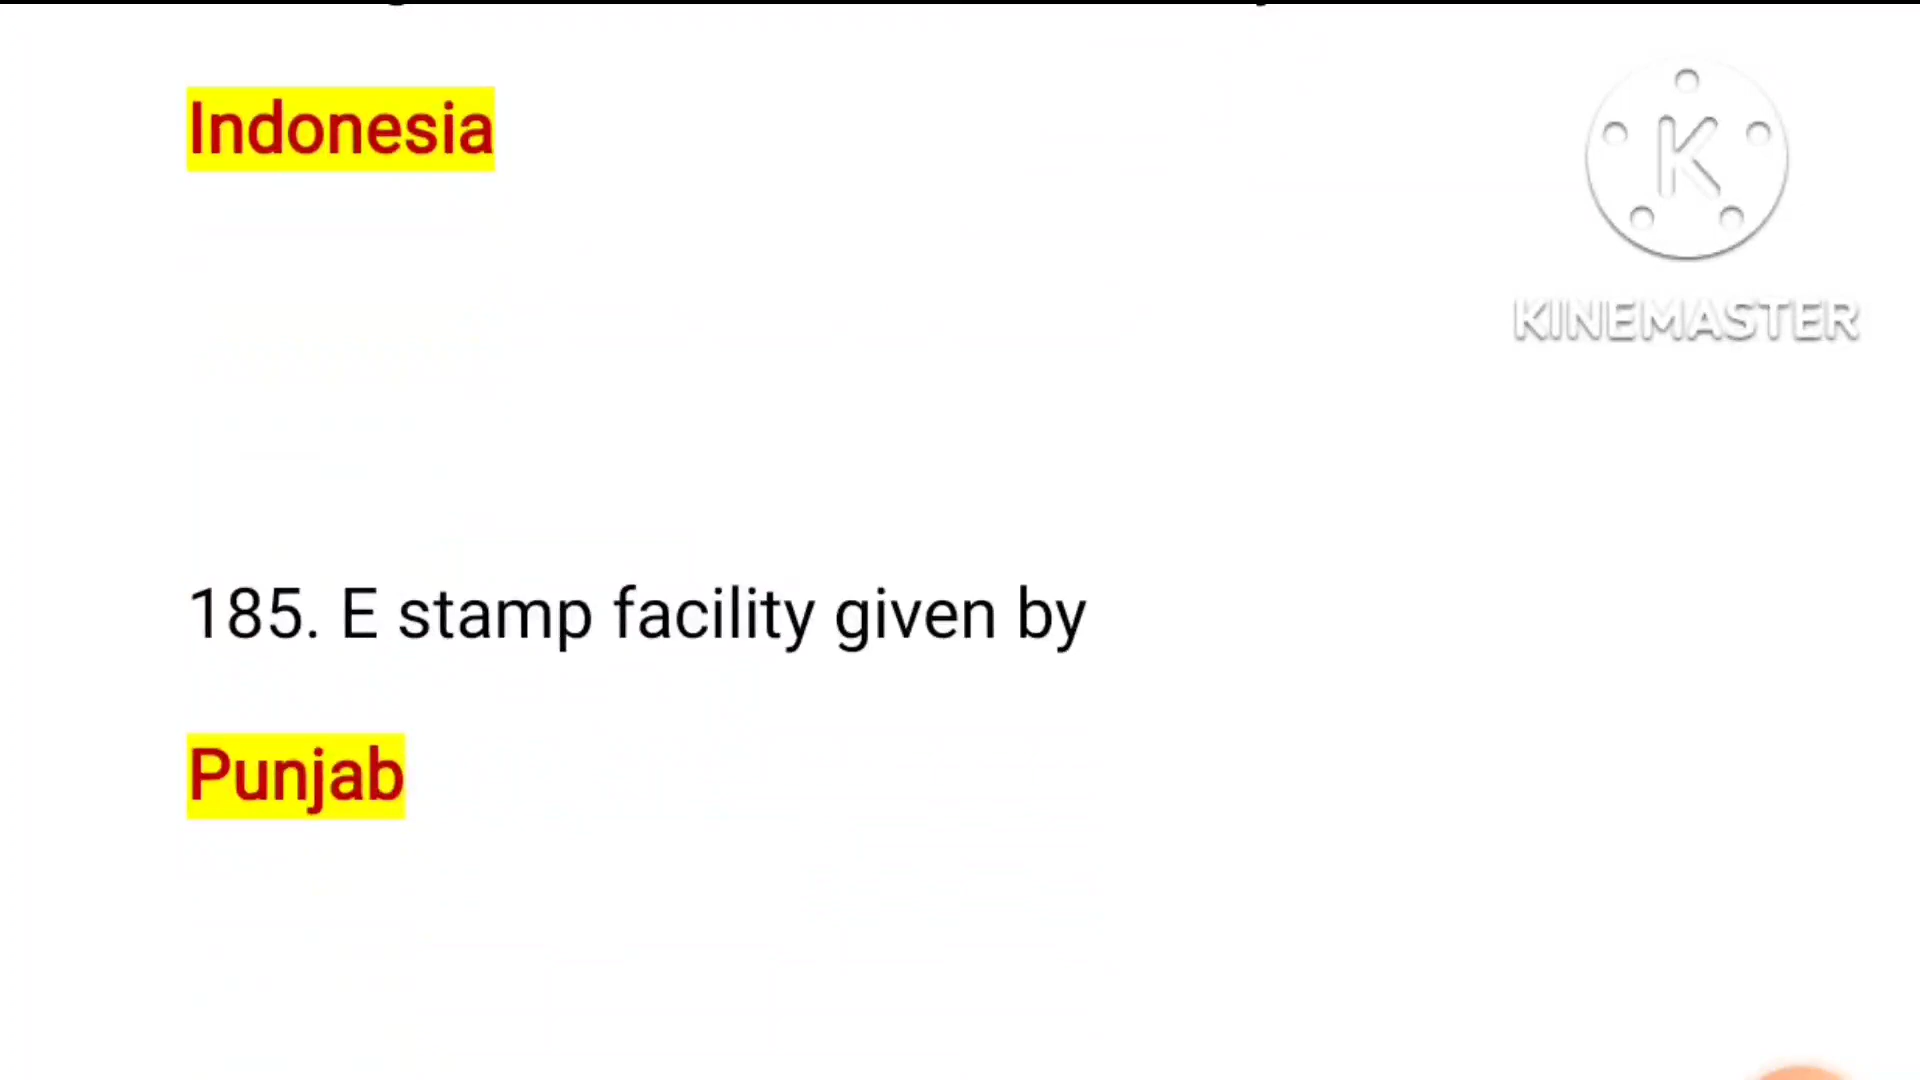 Indonesia
K
KINEMASTER
185. E stamp facility given by
Punjab